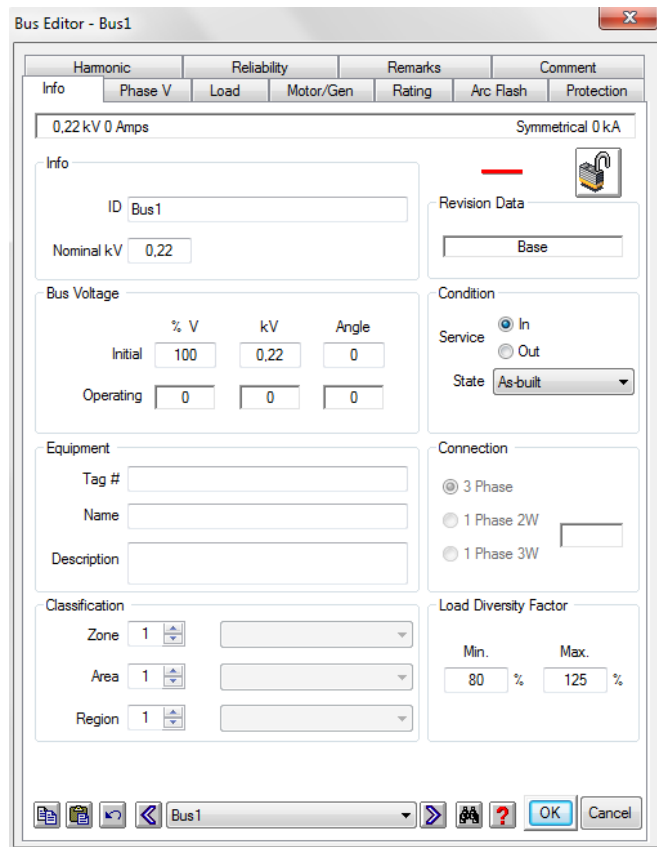 Bus Editor - Bus1
Harmonic Reliability Remarks Comment
Info Phase V Load Motor/Gen Rating Arc Flash Protection
0,22 kV 0 Amps Symmetrical 0 kA
Info
ID Bus1
Nominal kV 0,22
Revision Data
Base
Bus Voltage
% V kV Angle
Initial 100 0,22 0
Operating 0 0 0
Condition
Service In
Out
State As-built
Equipment
Tag #
Name
Description
Connection
3 Phase
1 Phase 2W
1 Phase 3W
Classification
Zone 1
Area 1
Region 1
Load Diversity Factor
Min. Max.
80 % 125 %
Bus1 ? OK Cancel